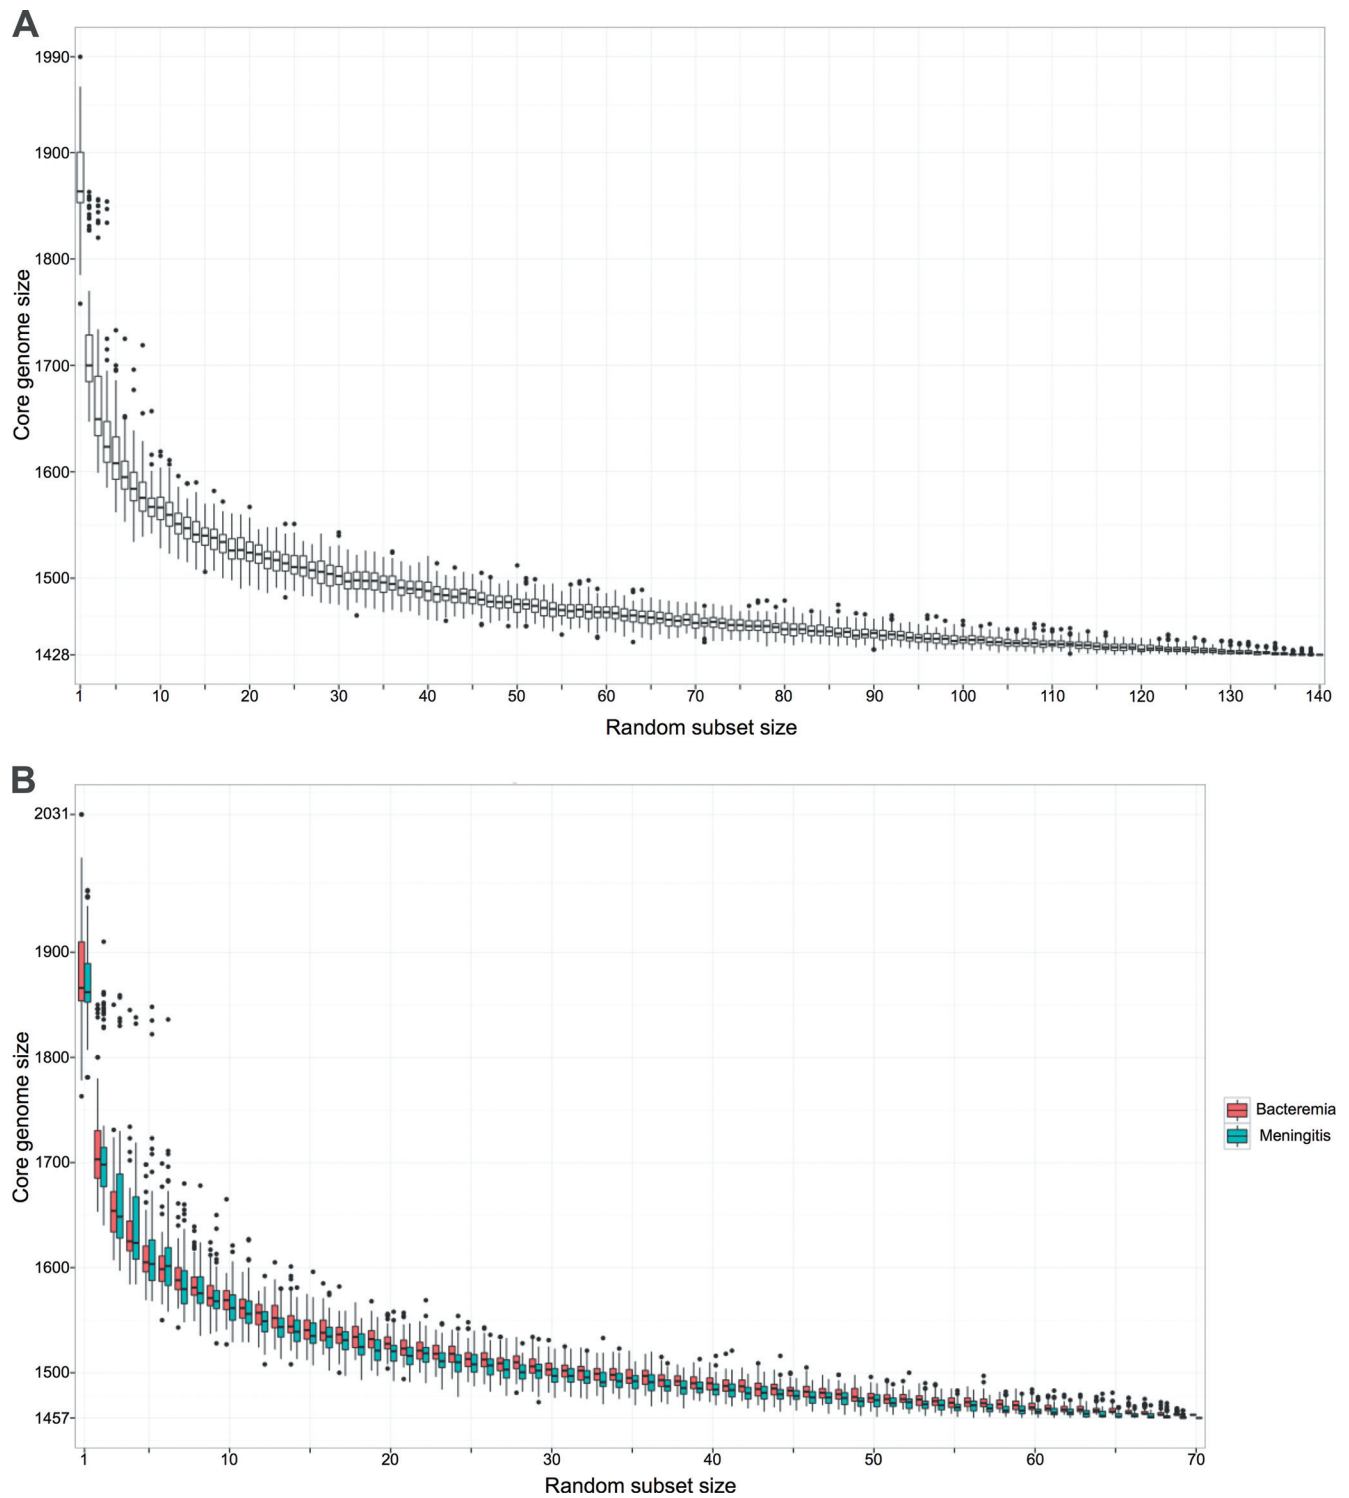 A
1990
1900
1800
1700
1600
1500
1428
Core genome size
1 10 20 30 40 50 60 70 80 90 100 110 120 130 140
Random subset size
B
2031
1900
1800
1700
1600
1500
1457
Core genome size
Bacteremia
Meningitis
1 10 20 30 40 50 60 70
Random subset size